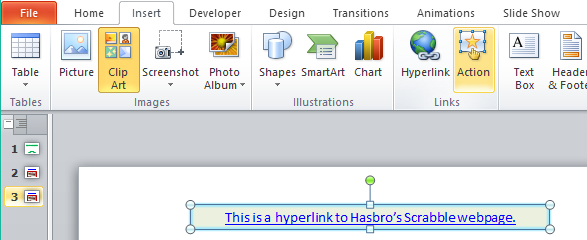 File Home Insert Developer Design Transitions Animations Slide Show
Table Picture Clip Art Screenshot Photo Album Shapes SmartArt Chart Hyperlink Action Text Box Header & Foote
Tables Images Illustrations Links
1
2
3
This is a hyperlink to Hasbro's Scrabble webpage.